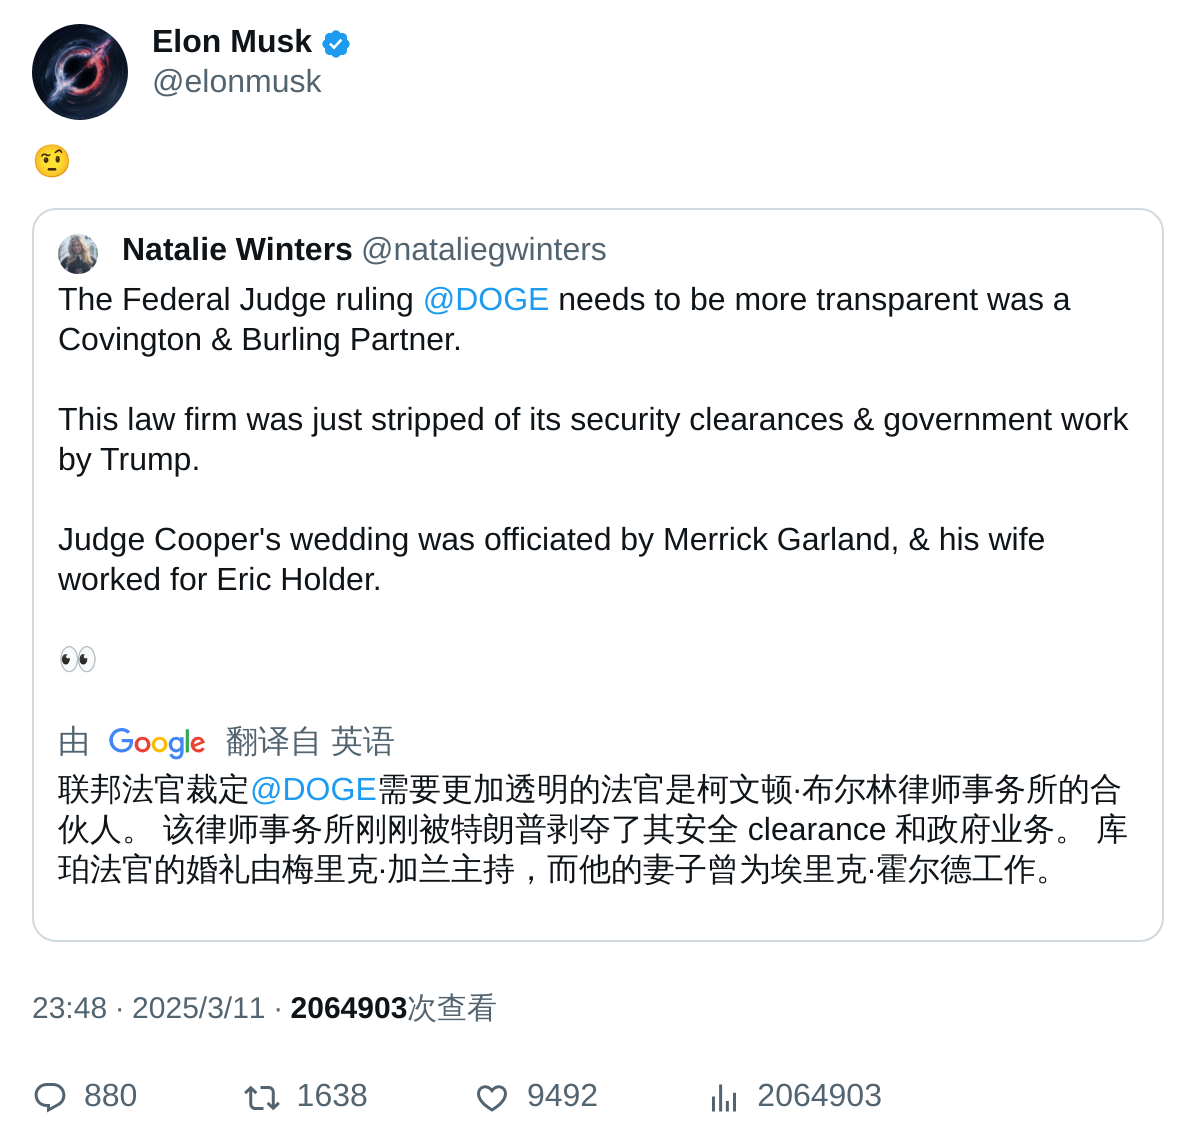 Elon Musk
@elonmusk
🤨
Natalie Winters @nataliegwinters
The Federal Judge ruling @DOGE needs to be more transparent was a
Covington & Burling Partner.
This law firm was just stripped of its security clearances & government work
by Trump.
Judge Cooper's wedding was officiated by Merrick Garland, & his wife
worked for Eric Holder.
👀
由 Google 翻译自 英语
联邦法官裁定@DOGE需要更加透明的法官是柯文顿·布尔林律师事务所的合
伙人。 该律师事务所刚刚被特朗普剥夺了其安全 clearance 和政府业务。 库
珀法官的婚礼由梅里克·加兰主持，而他的妻子曾为埃里克·霍尔德工作。
23:48 · 2025/3/11 · 2064903次查看
880 1638 9492 2064903